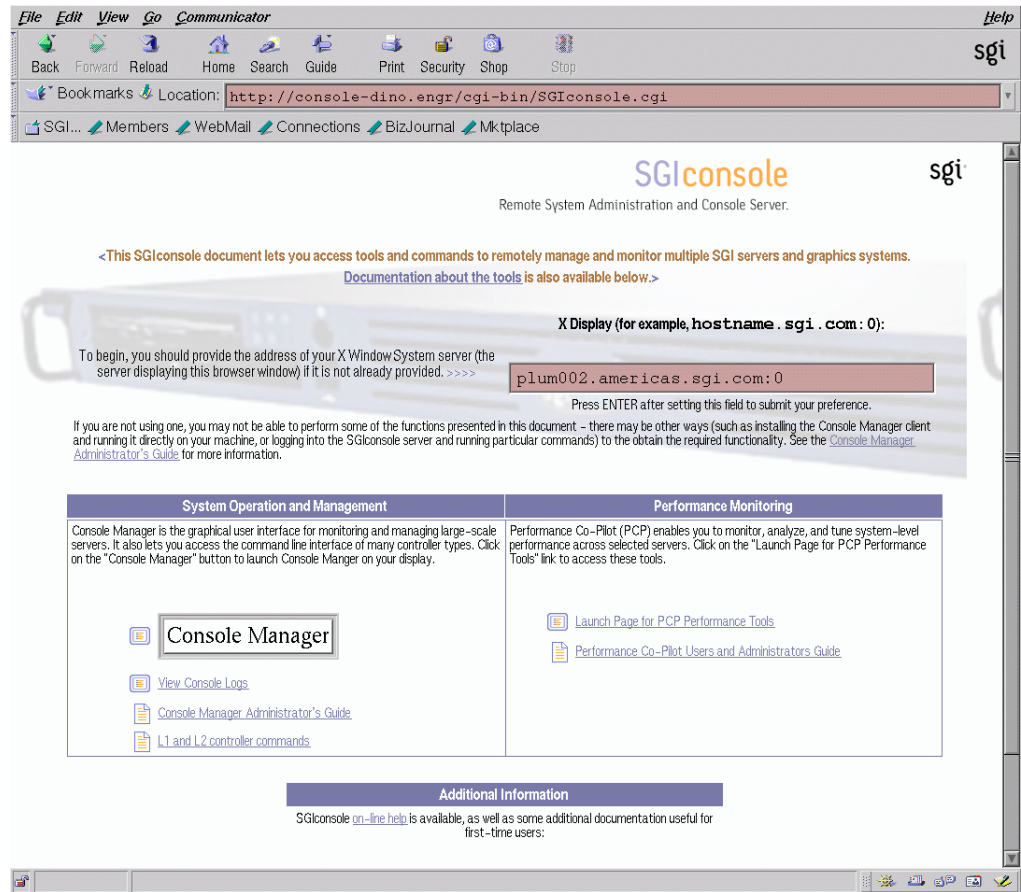 File Edit View Go Communicator Help
Back Forward Reload Home Search Guide Print Security Shop Stop
sgi
Bookmarks Location: http://console-dino.engr/cgi-bin/SGIconsole.cgi
SGI... Members WebMail Connections BizJournal Mktplace
SGIconsole
sgi
Remote System Administration and Console Server.
<This SGIconsole document lets you access tools and commands to remotely manage and monitor multiple SGI servers and graphics systems.
Documentation about the tools is also available below.>
X Display (for example, hostname.sgi.com:0):
To begin, you should provide the address of your X Window System server (the
server displaying this browser window) if it is not already provided. >>>>
plum002.americas.sgi.com:0
Press ENTER after setting this field to submit your preference.
If you are not using one, you may not be able to perform some of the functions presented in this document - there may be other ways (such as installing the Console Manager client
and running it directly on your machine, or logging into the SGIconsole server and running particular commands) to the obtain the required functionality. See the Console Manager
Administrator's Guide for more information.
System Operation and Management
Console Manager is the graphical user interface for monitoring and managing large-scale
servers. It also lets you access the command line interface of many controller types. Click
on the "Console Manager" button to launch Console Manger on your display.
Console Manager
View Console Logs
Console Manager Administrator's Guide
L1 and L2 controller commands
Performance Monitoring
Performance Co-Pilot (PCP) enables you to monitor, analyze, and tune system-level
performance across selected servers. Click on the "Launch Page for PCP Performance
Tools" link to access these tools.
Launch Page for PCP Performance Tools
Performance Co-Pilot Users and Administrators Guide
Additional Information
SGIconsole on-line help is available, as well as some additional documentation useful for
first-time users: